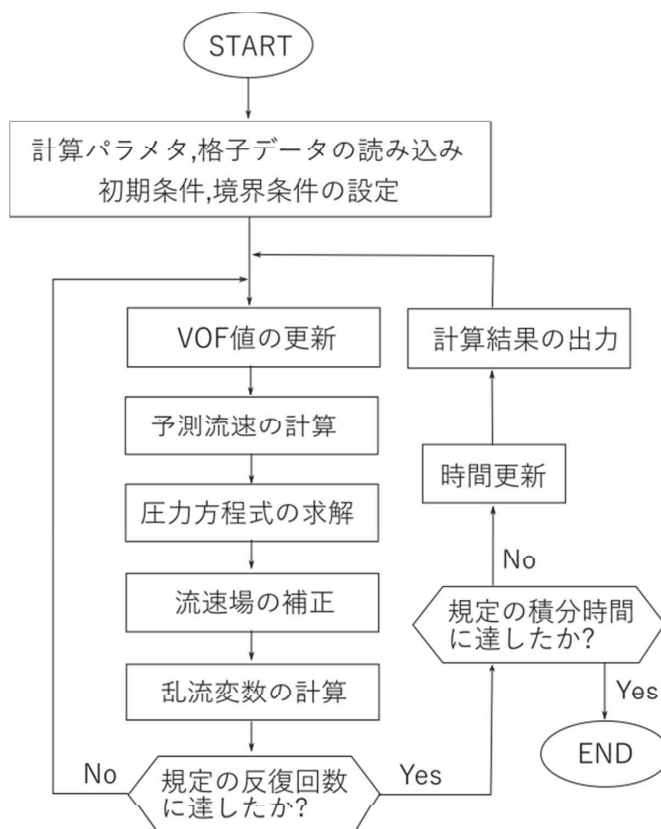 START
計算パラメタ,格子データの読み込み
初期条件,境界条件の設定
VOF値の更新
予測流速の計算
圧力方程式の求解
流速場の補正
乱流変数の計算
規定の反復回数
に達したか?
No
Yes
規定の積分時間
に達したか?
No
Yes
時間更新
計算結果の出力
END